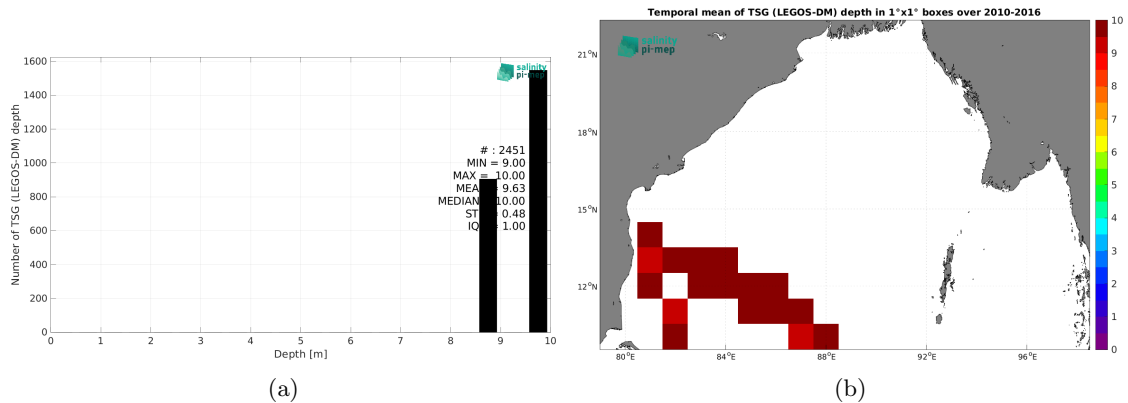 salinity
pi-mep
Number of TSG (LEGOS-DM) depth
1600
1400
1200
1000
800
600
400
200
0
# : 2451
MIN = 9.00
MAX = 10.00
MEA = 9.63
MEDIAN 10.00
ST = 0.48
IQ = 1.00
0 1 2 3 4 5 6 7 8 9 10
Depth [m]
(a)
Temporal mean of TSG (LEGOS-DM) depth in 1°x1° boxes over 2010-2016
salinity
pi-mep
21°N
18°N
15°N
12°N
80°E 84°E 88°E 92°E 96°E
10
9
8
7
6
5
4
3
2
1
0
(b)